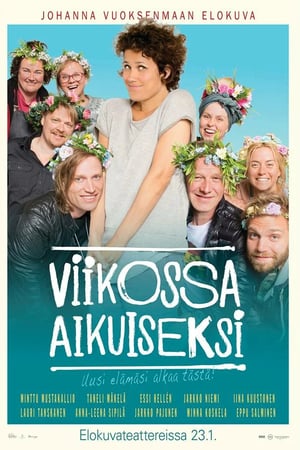 JOHANNA VUOKSENMAAN ELOKUVA
VIIKOSSA
AIKUISEKSI
Uusi elämäsi alkaa tästä!
MINTTU MUSTAKALLIO TANELI MÄKELÄ ESSI HELLÉN JARKKO NIEMI IINA KUUSTONEN
LAURI TANSKANEN ANNA-LEENA SIPILÄ JARKKO PAJUNEN MINNA KOSKELA EPPU SALMINEN
Elokuvateattereissa 23.1.